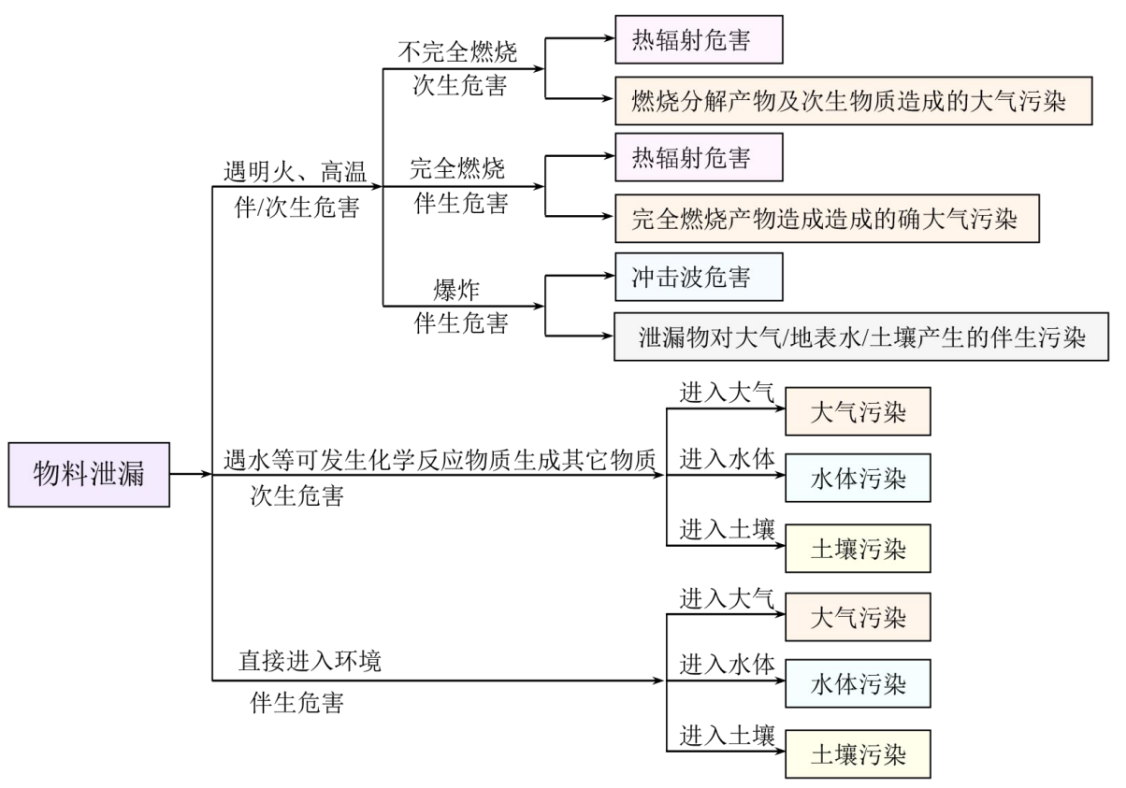 不完全燃烧
次生危害
热辐射危害
燃烧分解产物及次生物质造成的大气污染
遇明火、高温
伴/次生危害
完全燃烧
伴生危害
热辐射危害
完全燃烧产物造成造成的确大气污染
爆炸
伴生危害
冲击波危害
泄漏物对大气/地表水/土壤产生的伴生污染
物料泄漏
遇水等可发生化学反应物质生成其它物质
次生危害
进入大气
大气污染
进入水体
水体污染
进入土壤
土壤污染
直接进入环境
伴生危害
进入大气
大气污染
进入水体
水体污染
进入土壤
土壤污染